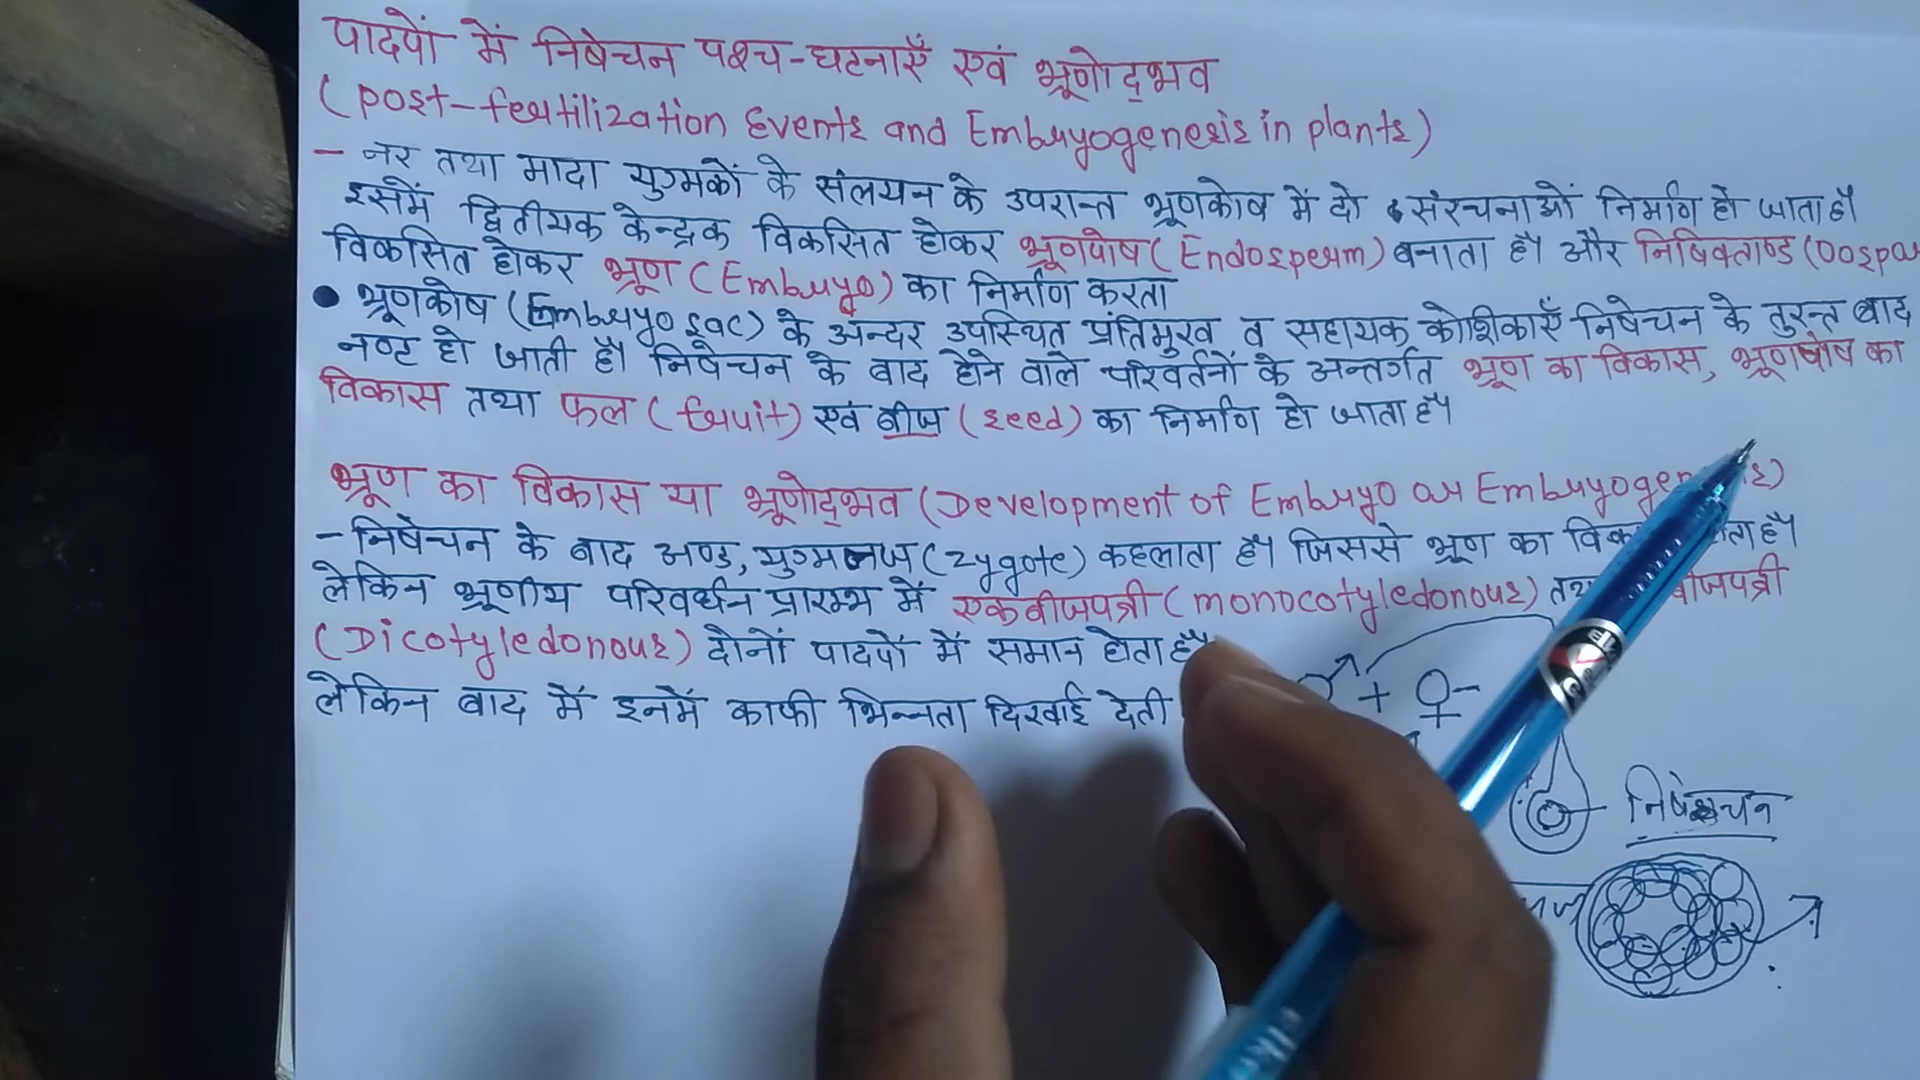 पादपों में निषेचन पश्च-घटनाएँ एवं भ्रूणोद्भव
(Post-fertilization Events and Embryogenesis in plants)
- नर तथा मादा युग्मकों के संलयन के उपरान्त भ्रूणकोष में दो संरचनाओं निर्माण हो जाता है
इसमें द्वितीयक केन्द्रक विकसित होकर भ्रूणपोष (Endosperm) बनाता है। और निषिक्ताण्ड (Oospo
विकसित होकर भ्रूण (Embryo) का निर्माण करता
• भ्रूणकोष (Embryo sac) के अन्दर उपस्थित प्रतिमुख व सहायक कोशिकाएँ निषेचन के तुरन्त बाद
नष्ट हो जाती है। निषेचन के बाद होने वाले परिवर्तनों के अन्तर्गत भ्रूण का विकास, भ्रूणपोष का
विकास तथा फल (fruit) एवं बीज (seed) का निर्माण हो जाता है।
भ्रूण का विकास या भ्रूणोद्भव (Development of Embryo or Embryogen
- निषेचन के बाद अण्ड, युग्मनज (zygote) कहलाता है। जिससे भ्रूण का विक ता है।
लेकिन भ्रूणीय परिवर्धन प्रारम्भ में एकबीजपत्री (monocotyledonous) बीजपत्री
(Dicotyledonous) दोनों पादपों में समान होता है।
लेकिन बाद में इनमें काफी भिन्नता दिखाई देती
♂ + ♀
निषेचन